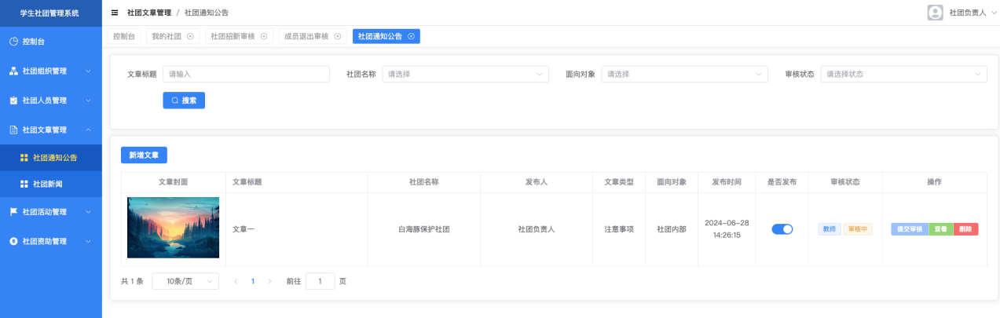 学生社团管理系统
社团文章管理 / 社团通知公告
社团负责人
控制台
社团组织管理
社团人员管理
社团文章管理
社团通知公告
社团新闻
社团活动管理
社团资助管理
控制台 我的社团 社团招新审核 成员退出审核 社团通知公告
文章标题 请输入 社团名称 请选择 面向对象 请选择 审核状态 请选择状态
搜索
新增文章
文章封面 文章标题 社团名称 发布人 文章类型 面向对象 发布时间 是否发布 审核状态 操作
文章一 白海豚保护社团 社团负责人 注意事项 社团内部 2024-06-28 教师 审核中 提交审核 查看 删除
14:26:15
共 1 条 10条/页 1 前往 1 页